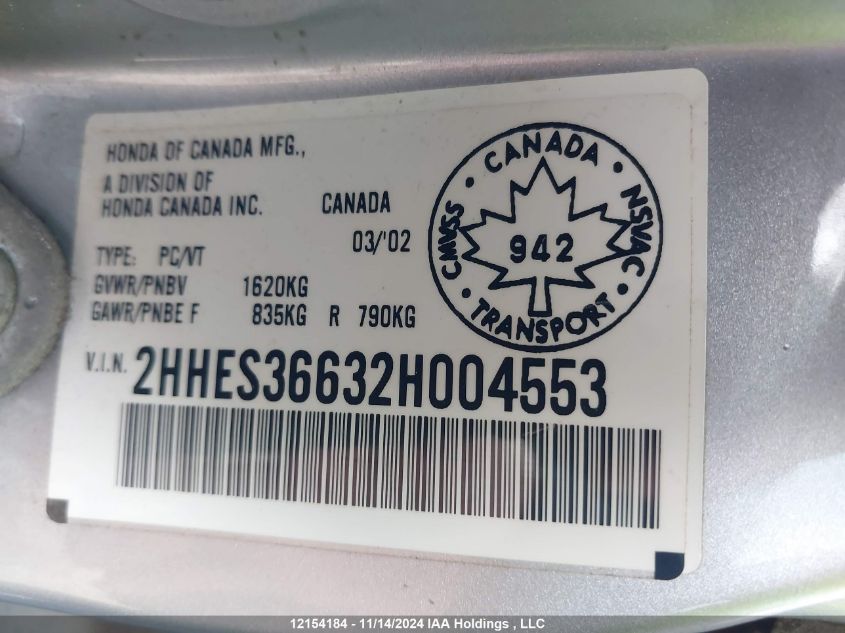 HONDA OF CANADA MFG.,
A DIVISION OF
HONDA CANADA INC. CANADA
03/'02
TYPE: PC/VT
GVWR/PNBV 1620KG
GAWR/PNBE F 835KG R 790KG
V.I.N. 2HHES36632H004553
• CANADA •
CMVSS
NSVAC
942
• TRANSPORT •
12154184 - 11/14/2024 IAA Holdings , LLC